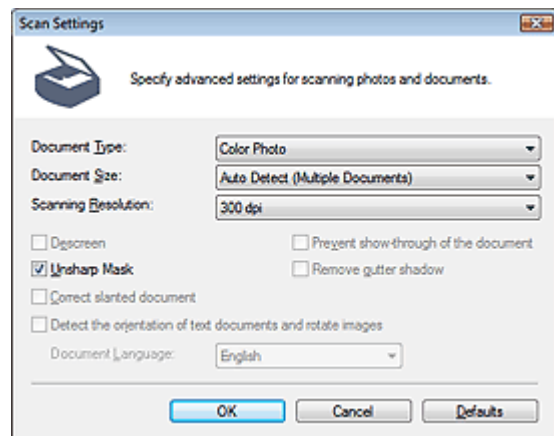 Scan Settings
Specify advanced settings for scanning photos and documents.
Document Type: Color Photo
Document Size: Auto Detect (Multiple Documents)
Scanning Resolution: 300 dpi
Descreen Prevent show-through of the document
Unsharp Mask Remove gutter shadow
Correct slanted document
Detect the orientation of text documents and rotate images
Document Language: English
OK Cancel Defaults